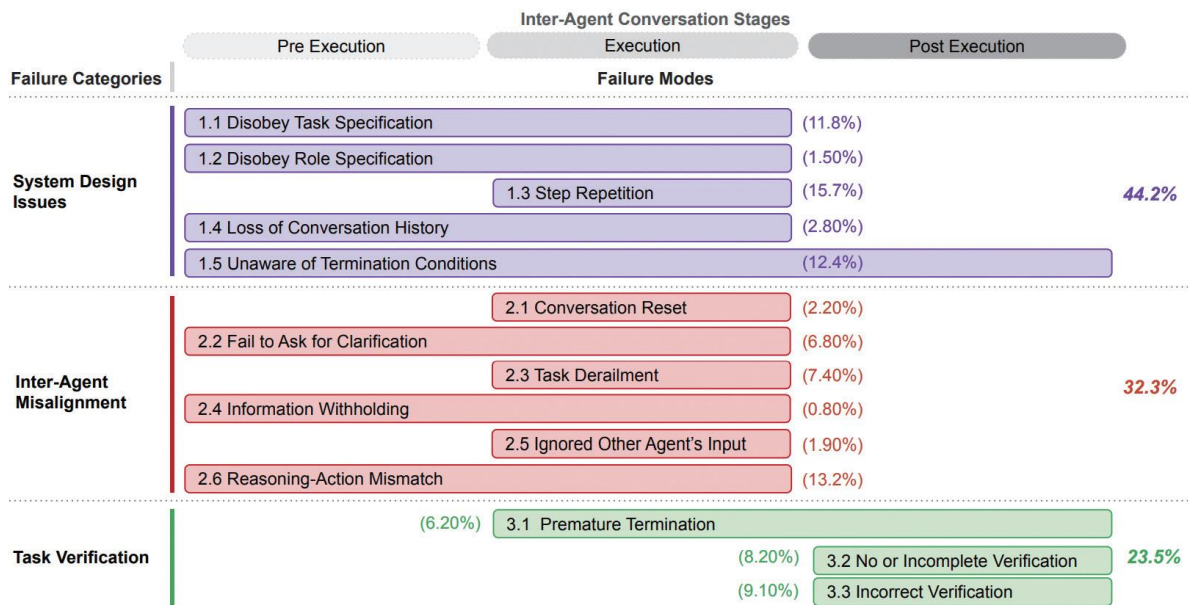 Inter-Agent Conversation Stages
Pre Execution Execution Post Execution
Failure Categories Failure Modes
1.1 Disobey Task Specification (11.8%)
1.2 Disobey Role Specification (1.50%)
System Design
Issues
1.3 Step Repetition (15.7%)
44.2%
1.4 Loss of Conversation History (2.80%)
1.5 Unaware of Termination Conditions (12.4%)
2.1 Conversation Reset (2.20%)
2.2 Fail to Ask for Clarification (6.80%)
Inter-Agent
Misalignment
2.3 Task Derailment (7.40%)
32.3%
2.4 Information Withholding (0.80%)
2.5 Ignored Other Agent's Input (1.90%)
2.6 Reasoning-Action Mismatch (13.2%)
(6.20%) 3.1 Premature Termination
Task Verification
(8.20%) 3.2 No or Incomplete Verification
23.5%
(9.10%) 3.3 Incorrect Verification